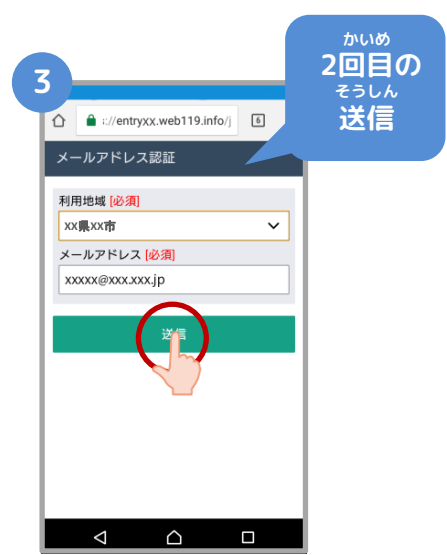 かいめ
2回目の
そうしん
送信
3
://entryxx.web119.info/j
6
メールアドレス認証
利用地域 [必須]
xx県xx市
メールアドレス [必須]
xxxxx@xxx.xxx.jp
送信